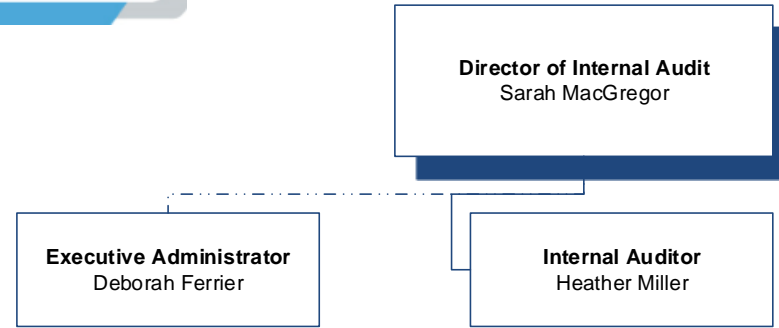 Director of Internal Audit
Sarah MacGregor
Executive Administrator
Deborah Ferrier
Internal Auditor
Heather Miller